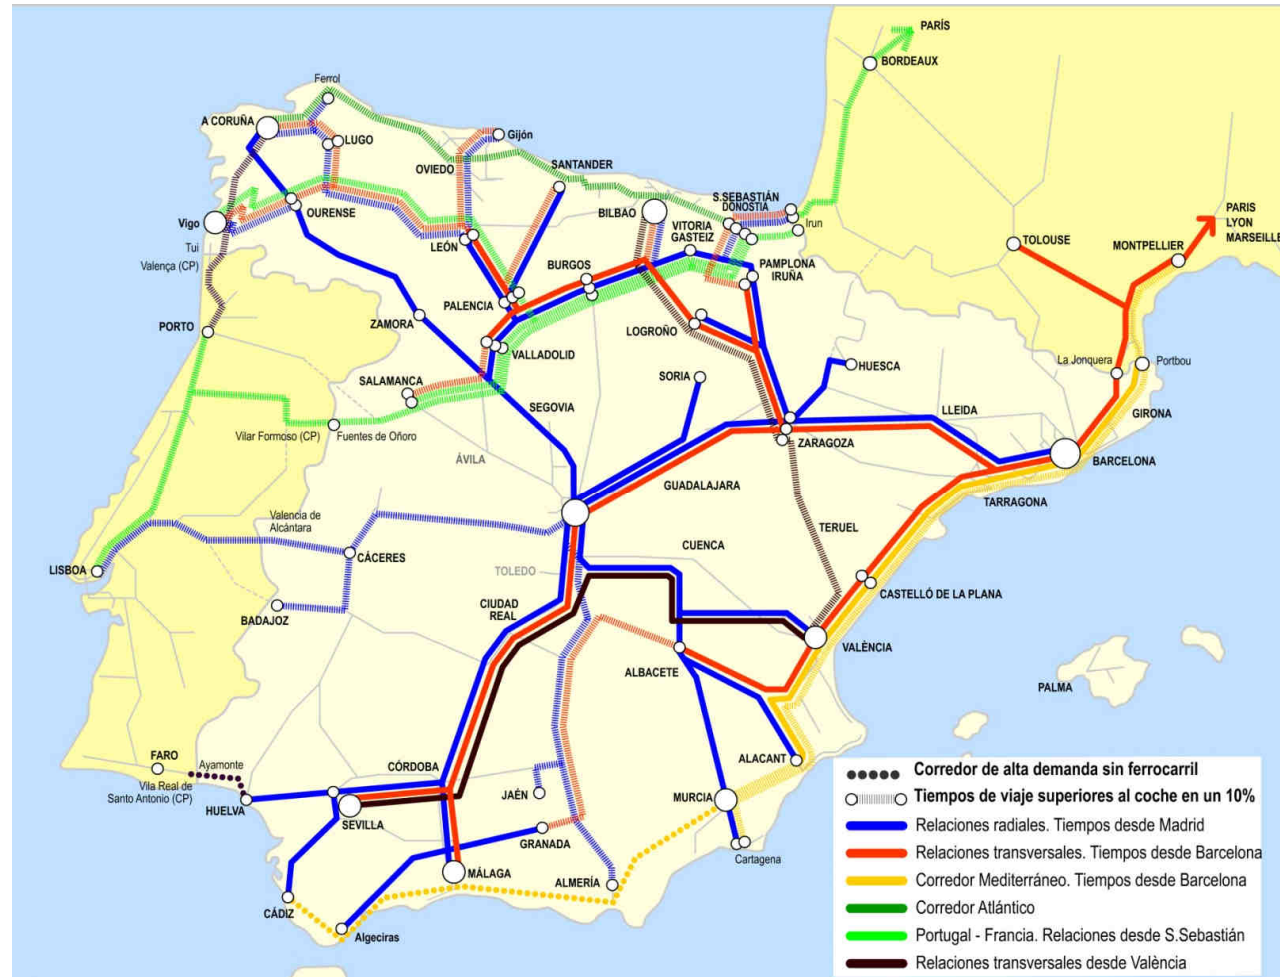 PARÍS
BORDEAUX
Ferrol
A CORUÑA
LUGO
Gijón
OVIEDO
SANTANDER
BILBAO
S.SEBASTIÁN
DONOSTIA
Irun
VITORIA
GASTEIZ
PARIS
LYON
MARSEILLE
TOLOUSE
MONTPELLIER
Vigo
OURENSE
Tui
Valença (CP)
LEÓN
BURGOS
PAMPLONA
IRUÑA
PALENCIA
PORTO
ZAMORA
LOGROÑO
VALLADOLID
La Jonquera
Portbou
SALAMANCA
SORIA
HUESCA
SEGOVIA
LLEIDA
GIRONA
Vilar Formoso (CP)
Fuentes de Oñoro
ZARAGOZA
BARCELONA
ÁVILA
GUADALAJARA
TARRAGONA
Valencia de
Alcántara
TERUEL
CUENCA
LISBOA
CÁCERES
TOLEDO
CASTELLÓ DE LA PLANA
CIUDAD
REAL
BADAJOZ
VALÈNCIA
ALBACETE
PALMA
FARO
Ayamonte
ALACANT
CÓRDOBA
Vila Real de
Santo Antonio (CP)
HUELVA
JAÉN
MURCIA
SEVILLA
GRANADA
Cartagena
MÁLAGA
ALMERÍA
CÁDIZ
Algeciras
Corredor de alta demanda sin ferrocarril
Tiempos de viaje superiores al coche en un 10%
Relaciones radiales. Tiempos desde Madrid
Relaciones transversales. Tiempos desde Barcelona
Corredor Mediterráneo. Tiempos desde Barcelona
Corredor Atlántico
Portugal - Francia. Relaciones desde S.Sebastián
Relaciones transversales desde València